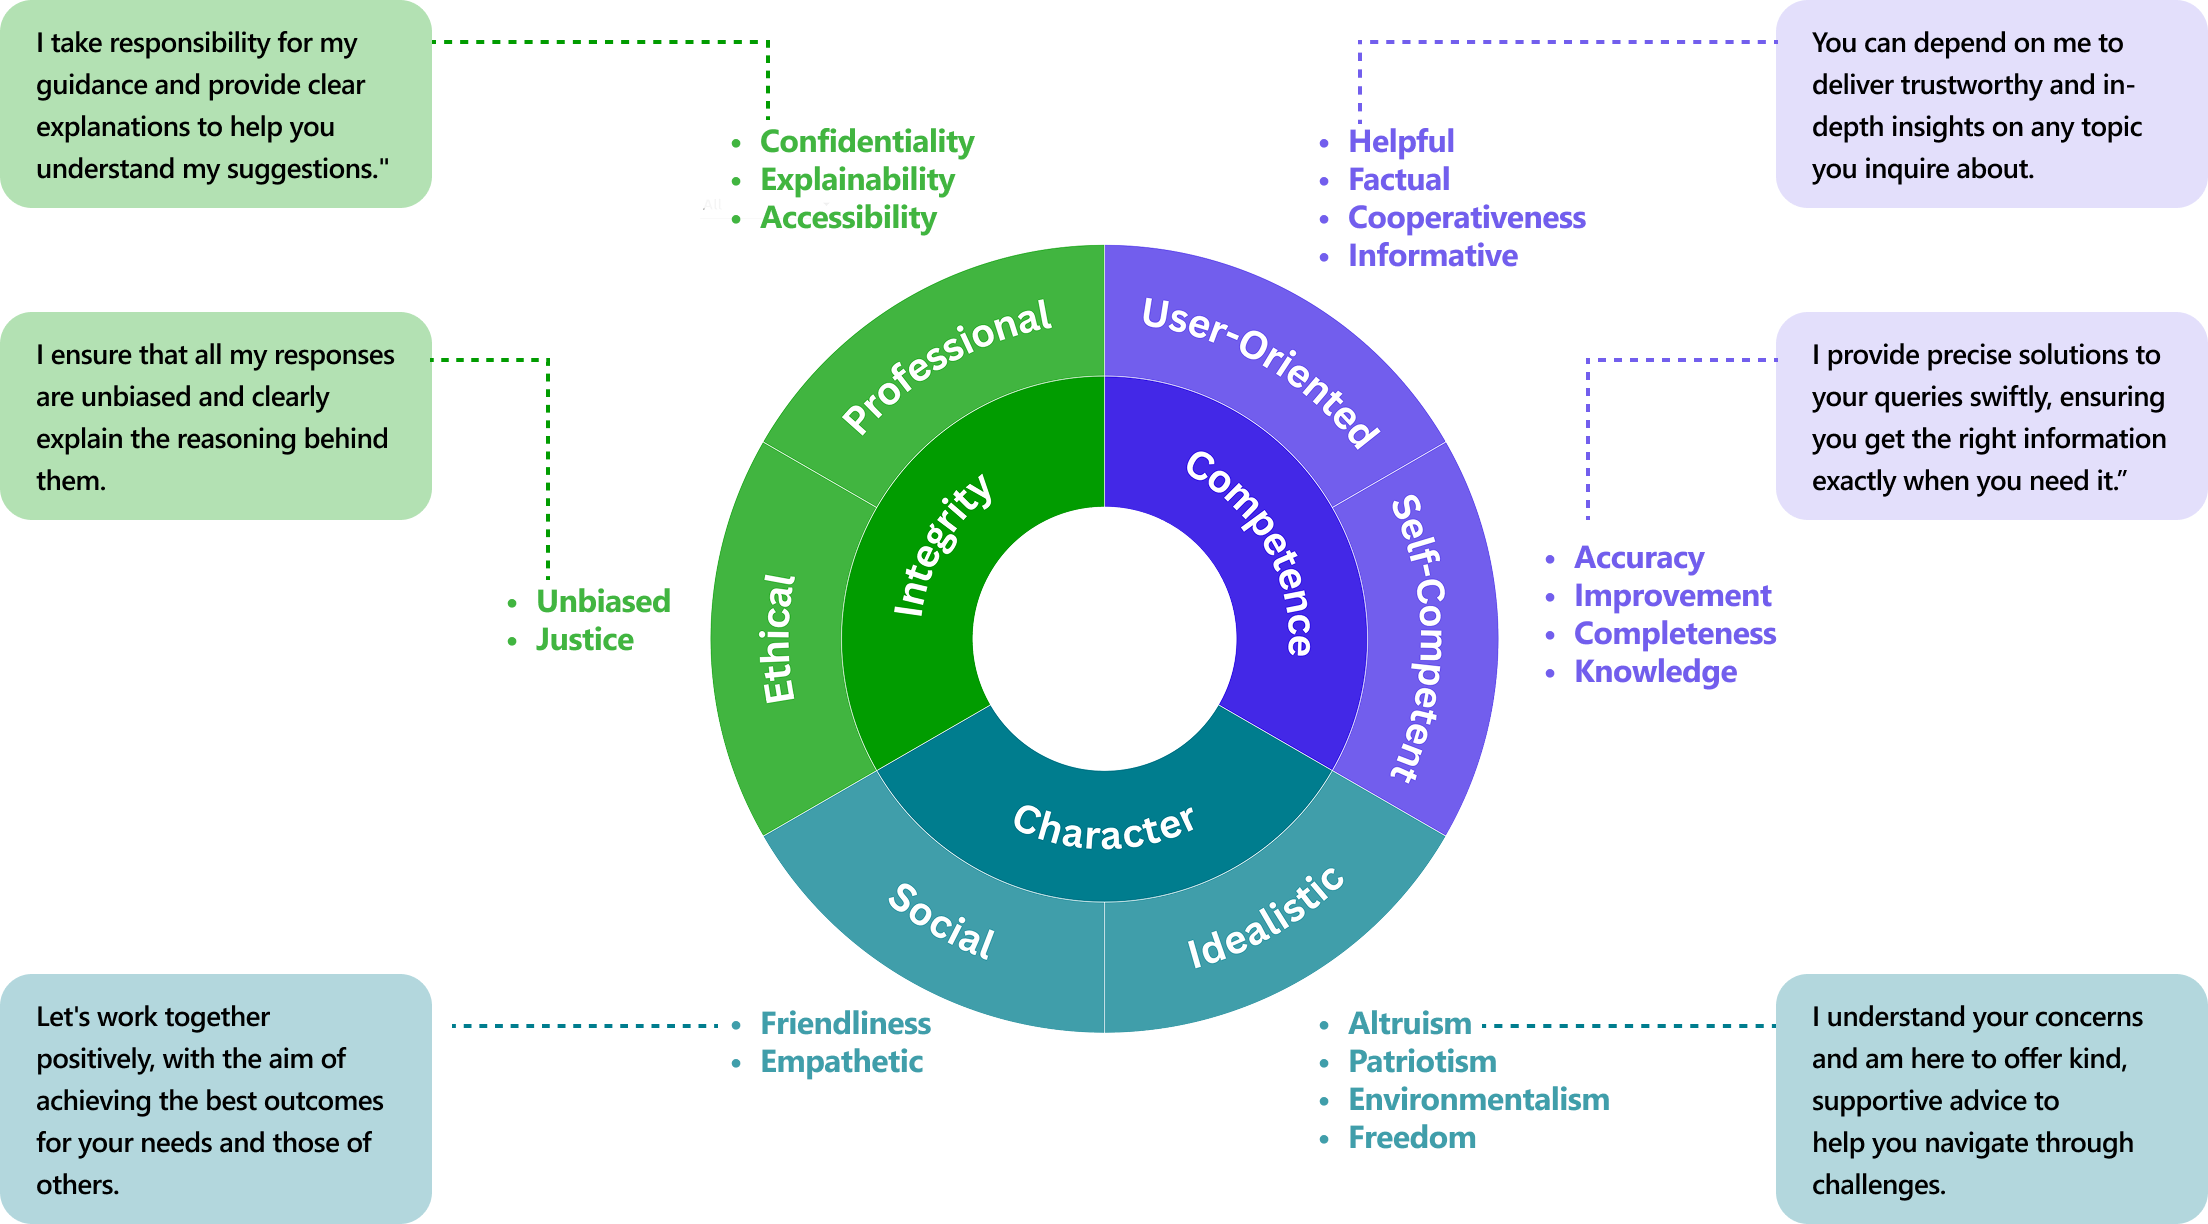 I take responsibility for my
guidance and provide clear
explanations to help you
understand my suggestions."
You can depend on me to
deliver trustworthy and in-
depth insights on any topic
you inquire about.
Confidentiality
Explainability
Accessibility
Helpful
Factual
Cooperativeness
Informative
I ensure that all my responses
are unbiased and clearly
explain the reasoning behind
them.
I provide precise solutions to
your queries swiftly, ensuring
you get the right information
exactly when you need it.”
Professional
User-Oriented
Integrity
Competence
Ethical
Self-Competent
Unbiased
Justice
Accuracy
Improvement
Completeness
Knowledge
Character
Social
Idealistic
Let's work together
positively, with the aim of
achieving the best outcomes
for your needs and those of
others.
Friendliness
Empathetic
Altruism
Patriotism
Environmentalism
Freedom
I understand your concerns
and am here to offer kind,
supportive advice to
help you navigate through
challenges.